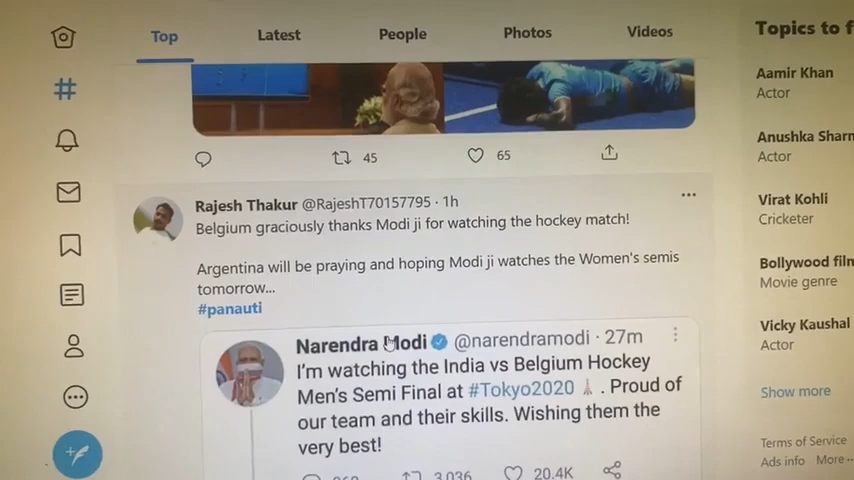 Top
Latest
People
Photos
Videos
45
65
Rajesh Thakur @RajeshT70157795 · 1h
Belgium graciously thanks Modi ji for watching the hockey match!
Argentina will be praying and hoping Modi ji watches the Women's semis
tomorrow...
#panauti
Narendra Modi @narendramodi · 27m
I'm watching the India vs Belgium Hockey
Men's Semi Final at #Tokyo2020 🗼. Proud of
our team and their skills. Wishing them the
very best!
3,036
20.4K
Topics to f
Aamir Khan
Actor
Anushka Sharn
Actor
Virat Kohli
Cricketer
Bollywood film
Movie genre
Vicky Kaushal
Actor
Show more
Terms of Service
Ads info
More